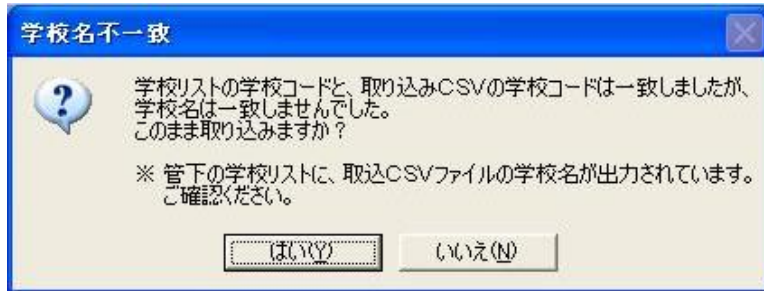 学校名不一致
学校リストの学校コードと、取り込みCSVの学校コードは一致しましたが、
学校名は一致しませんでした。
このまま取り込みますか？
※ 管下の学校リストに、取込CSVファイルの学校名が出力されています。
ご確認ください。
はい(Y)
いいえ(N)